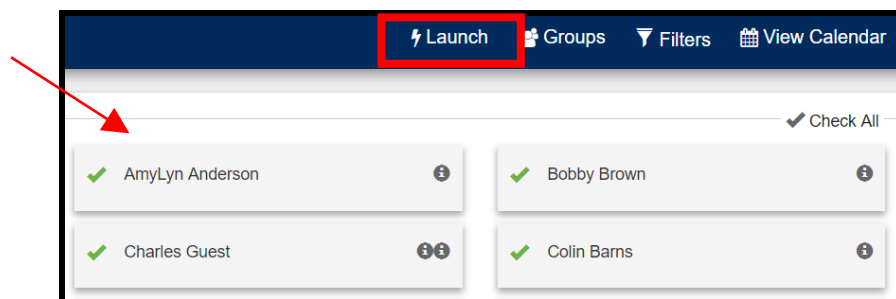 Launch Groups Filters View Calendar
Check All
AmyLyn Anderson Bobby Brown
Charles Guest Colin Barns